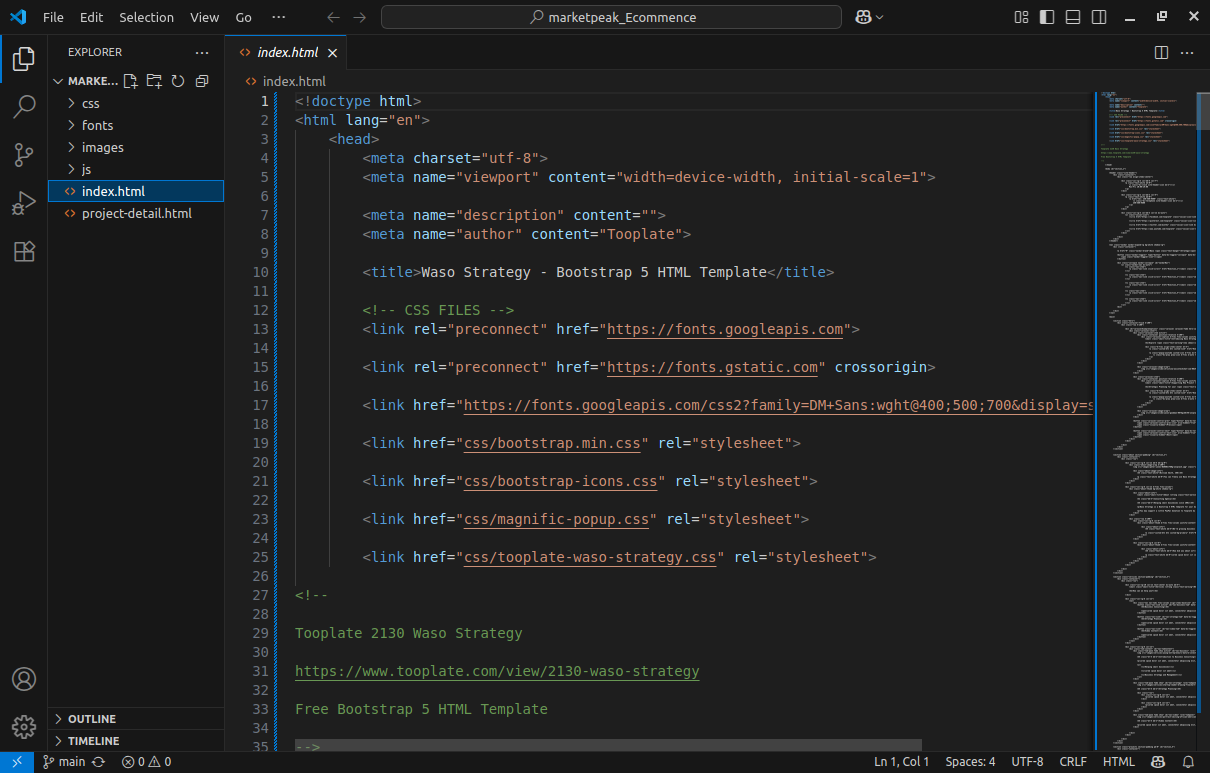 File Edit Selection View Go ··· marketpeak_Ecommence
EXPLORER ···
index.html
MARKE...
css
fonts
images
js
index.html
project-detail.html
OUTLINE
TIMELINE
index.html
1 <!doctype html>
2 <html lang="en">
3 <head>
4 <meta charset="utf-8">
5 <meta name="viewport" content="width=device-width, initial-scale=1">
6
7 <meta name="description" content="">
8 <meta name="author" content="Tooplate">
9
10 <title>Waso Strategy - Bootstrap 5 HTML Template</title>
11
12 <!-- CSS FILES -->
13 <link rel="preconnect" href="https://fonts.googleapis.com">
14
15 <link rel="preconnect" href="https://fonts.gstatic.com" crossorigin>
16
17 <link href="https://fonts.googleapis.com/css2?family=DM+Sans:wght@400;500;700&display=s
18
19 <link href="css/bootstrap.min.css" rel="stylesheet">
20
21 <link href="css/bootstrap-icons.css" rel="stylesheet">
22
23 <link href="css/magnific-popup.css" rel="stylesheet">
24
25 <link href="css/tooplate-waso-strategy.css" rel="stylesheet">
26
27 <!--
28
29 Tooplate 2130 Waso Strategy
30
31 https://www.tooplate.com/view/2130-waso-strategy
32
33 Free Bootstrap 5 HTML Template
34
35 -->
main 0 0 Ln 1, Col 1 Spaces: 4 UTF-8 CRLF HTML